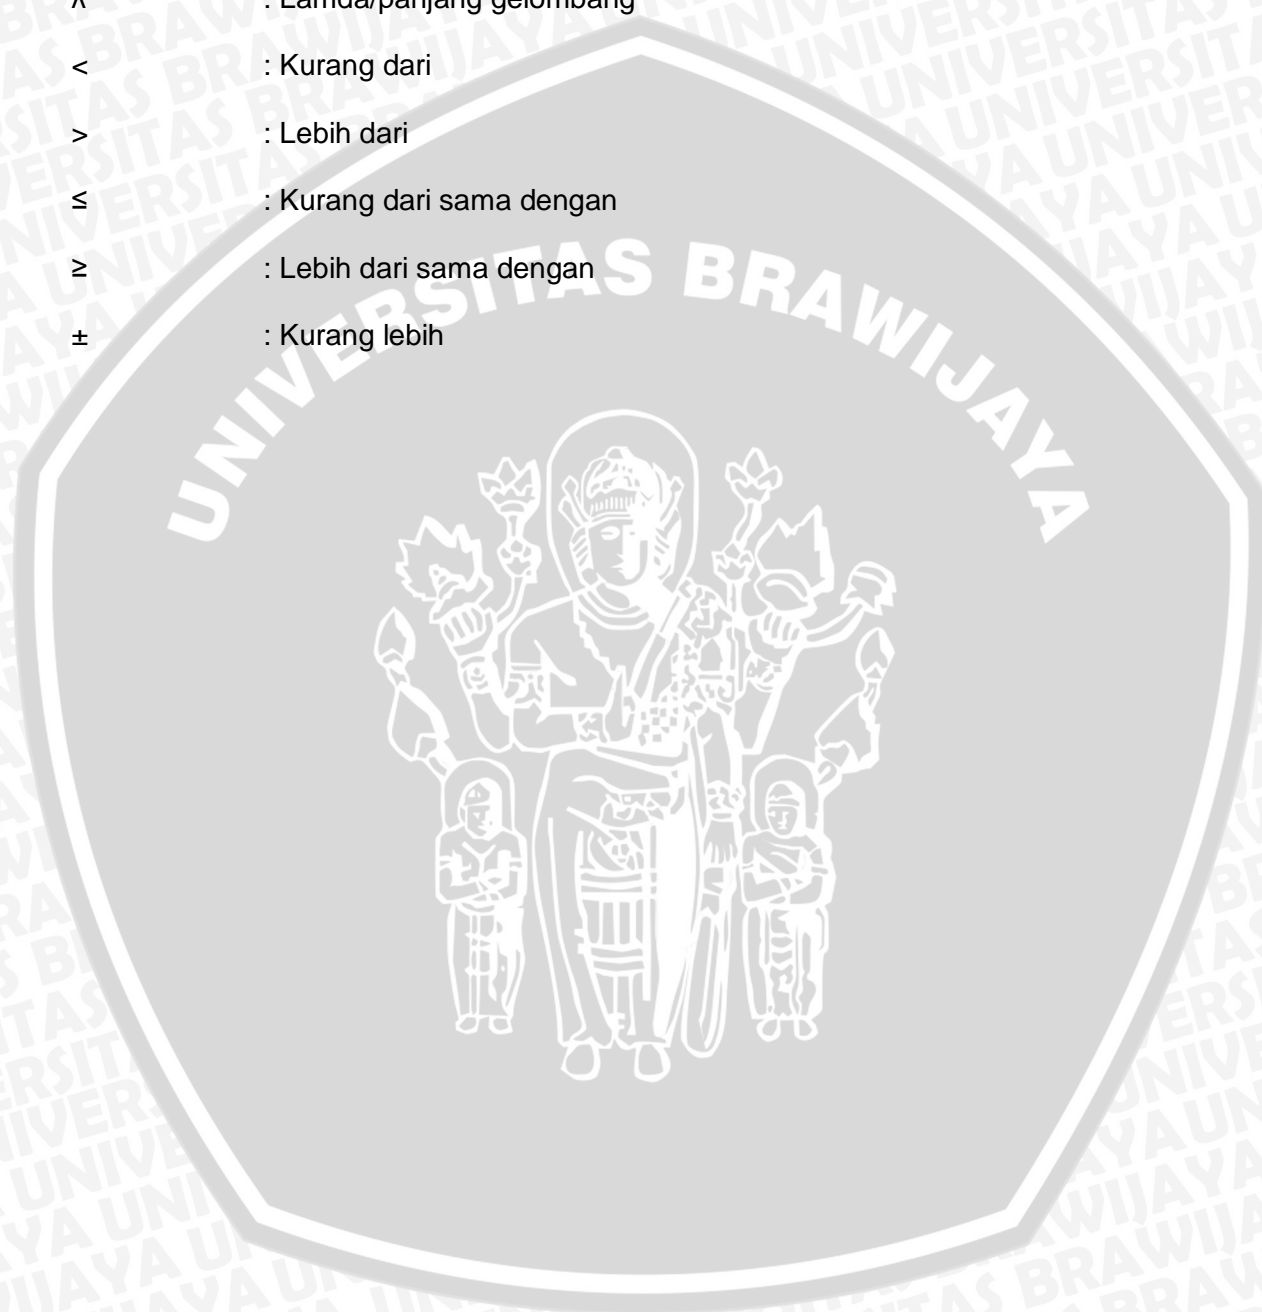 λ : Lamda/panjang gelombang
< : Kurang dari
> : Lebih dari
≤ : Kurang dari sama dengan
≥ : Lebih dari sama dengan
± : Kurang lebih
UNIVERSITAS BRAWIJAYA